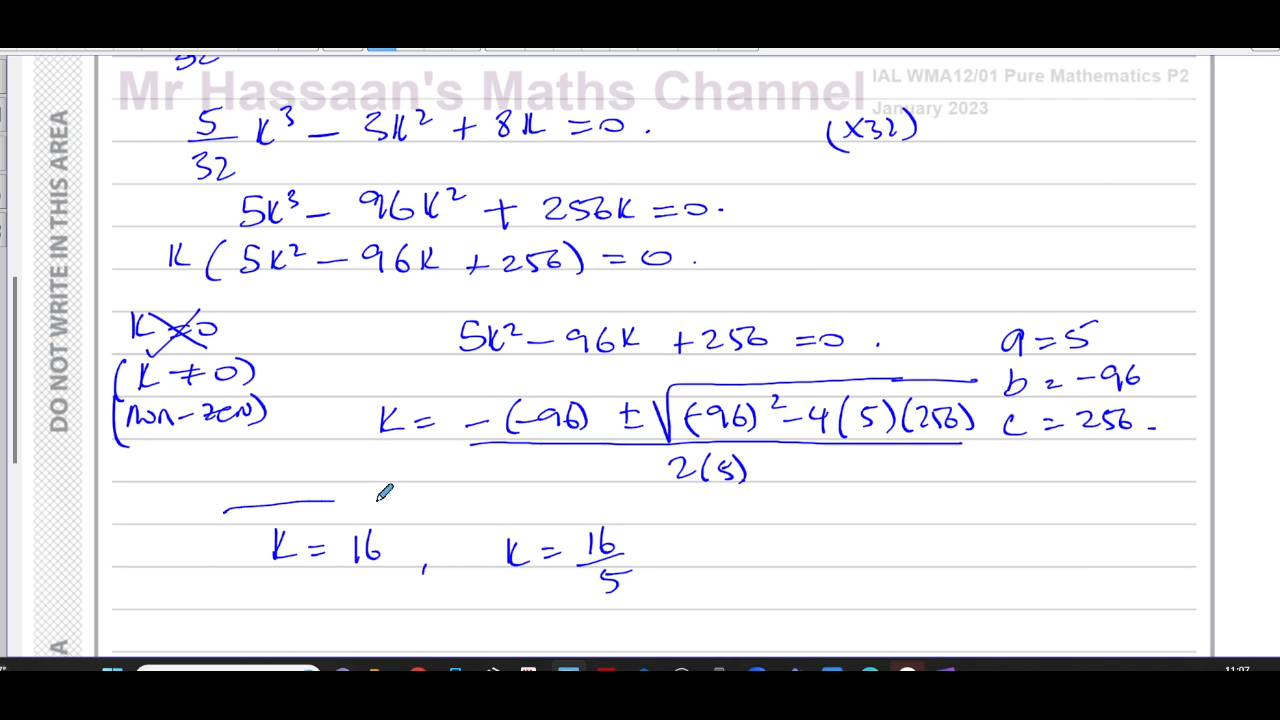 Mr Hassaan's Maths Channel
IAL WMA12/01 Pure Mathematics P2
January 2023
5/32 k³ - 3k² + 8k = 0. (×32)
5k³ - 96k² + 256k = 0.
k(5k² - 96k + 256) = 0.
k = 0
(k ≠ 0)
(non-zero)
5k² - 96k + 256 = 0.
a = 5
b = -96
c = 256.
k = (-(-96) ± √((-96)² - 4(5)(256))) / 2(5)
k = 16, k = 16/5
DO NOT WRITE IN THIS AREA
A
11:07